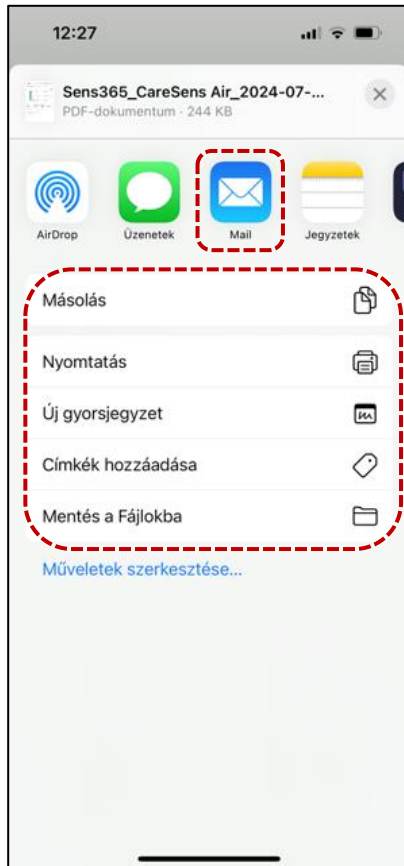 12:27
Sens365_CareSens Air_2024-07-...
PDF-dokumentum · 244 KB
AirDrop
Üzenetek
Mail
Jegyzetek
Másolás
Nyomtatás
Új gyorsjegyzet
Címkék hozzáadása
Mentés a Fájlokba
Műveletek szerkesztése...